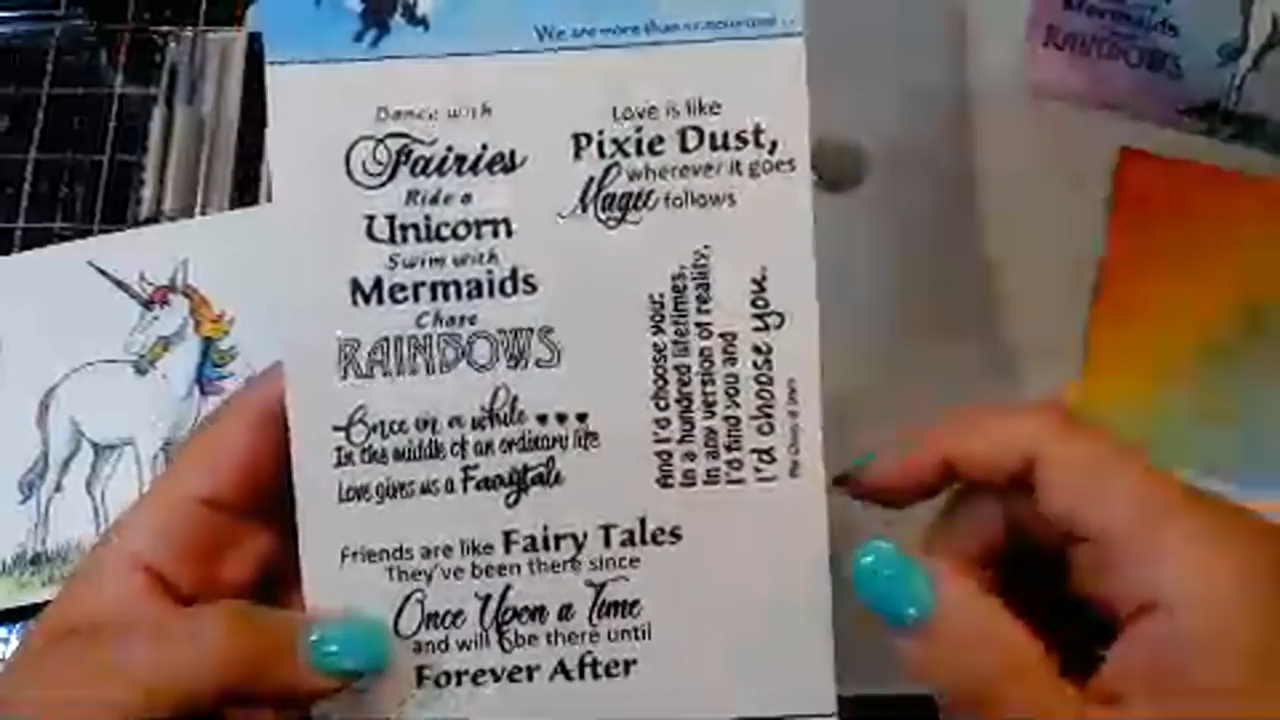 We are more than
Dance with
Fairies
Ride a
Unicorn
Swim with
Mermaids
Chase
RAINBOWS
Love is like
Pixie Dust,
wherever it goes
Magic follows
And I'd choose you;
in a hundred lifetimes,
In any version of reality,
I'd find you and
I'd choose you.
Once in a while
In the middle of an ordinary life
Love gives us a Fairytale
Friends are like Fairy Tales
They've been there since
Once Upon a Time
and will be there until
Forever After
Mermaids
RAINBOWS